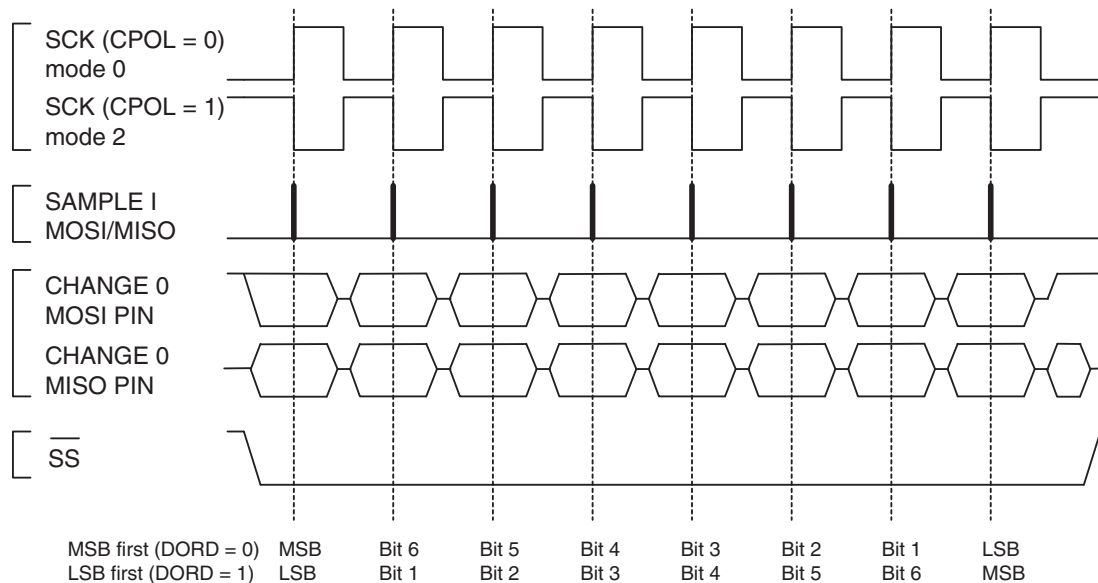 SCK (CPOL = 0)
mode 0
SCK (CPOL = 1)
mode 2
SAMPLE I
MOSI/MISO
CHANGE 0
MOSI PIN
CHANGE 0
MISO PIN
SS
MSB first (DORD = 0) MSB Bit 6 Bit 5 Bit 4 Bit 3 Bit 2 Bit 1 LSB
LSB first (DORD = 1) LSB Bit 1 Bit 2 Bit 3 Bit 4 Bit 5 Bit 6 MSB